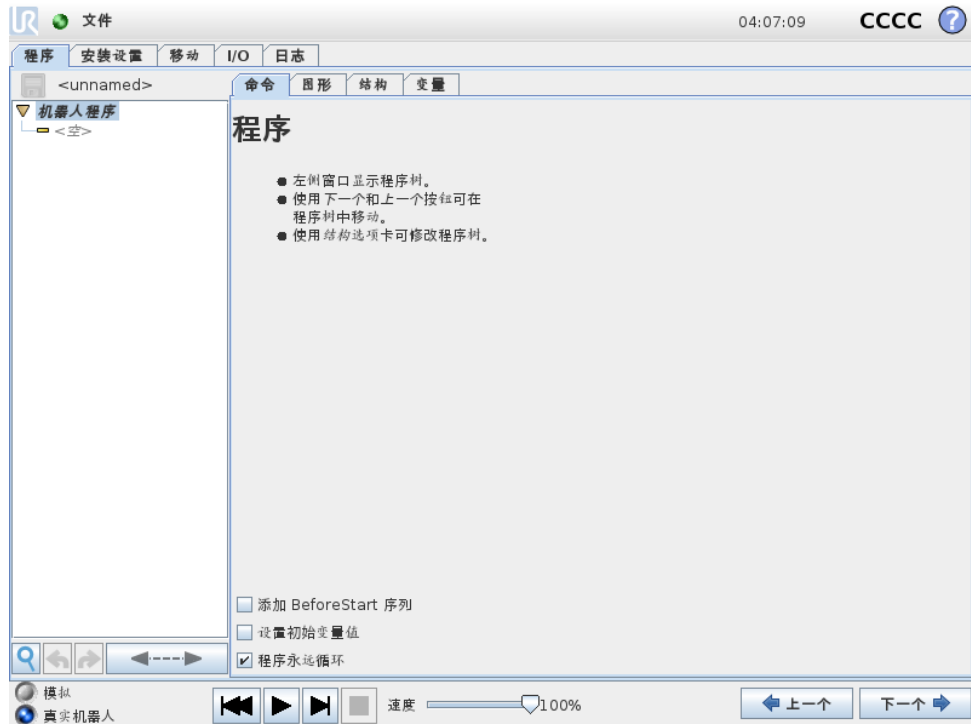 UR 文件 04:07:09 CCCC ?
程序 安装设置 移动 I/O 日志
<unnamed> 命令 图形 结构 变量
机器人程序
<空>
程序
左侧窗口显示程序树。
使用下一个和上一个按钮可在
程序树中移动。
使用结构选项卡可修改程序树。
添加 BeforeStart 序列
设置初始变量值
程序永远循环
模拟
真实机器人
速度 100% 上一个 下一个